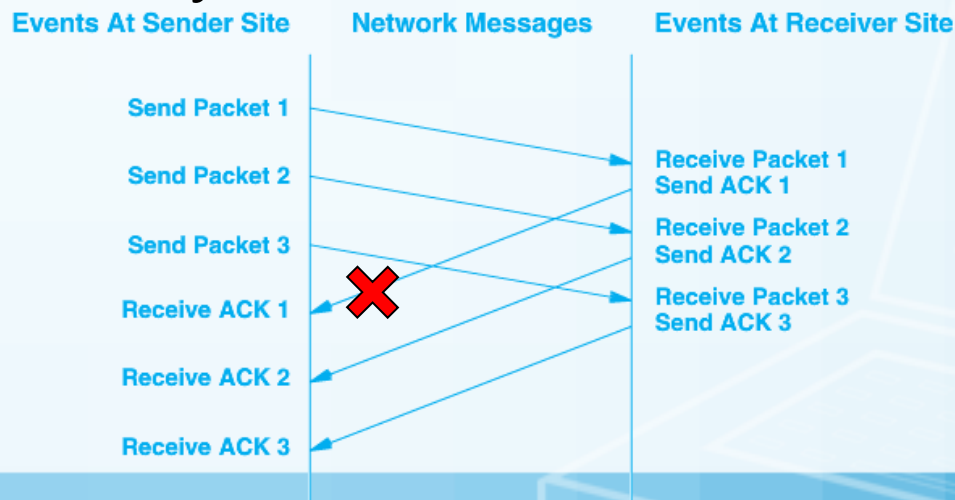 Events At Sender Site
Network Messages
Events At Receiver Site
Send Packet 1
Receive Packet 1
Send Packet 2
Send ACK 1
Receive Packet 2
Send Packet 3
Send ACK 2
Receive ACK 1
Receive Packet 3
Send ACK 3
Receive ACK 2
Receive ACK 3